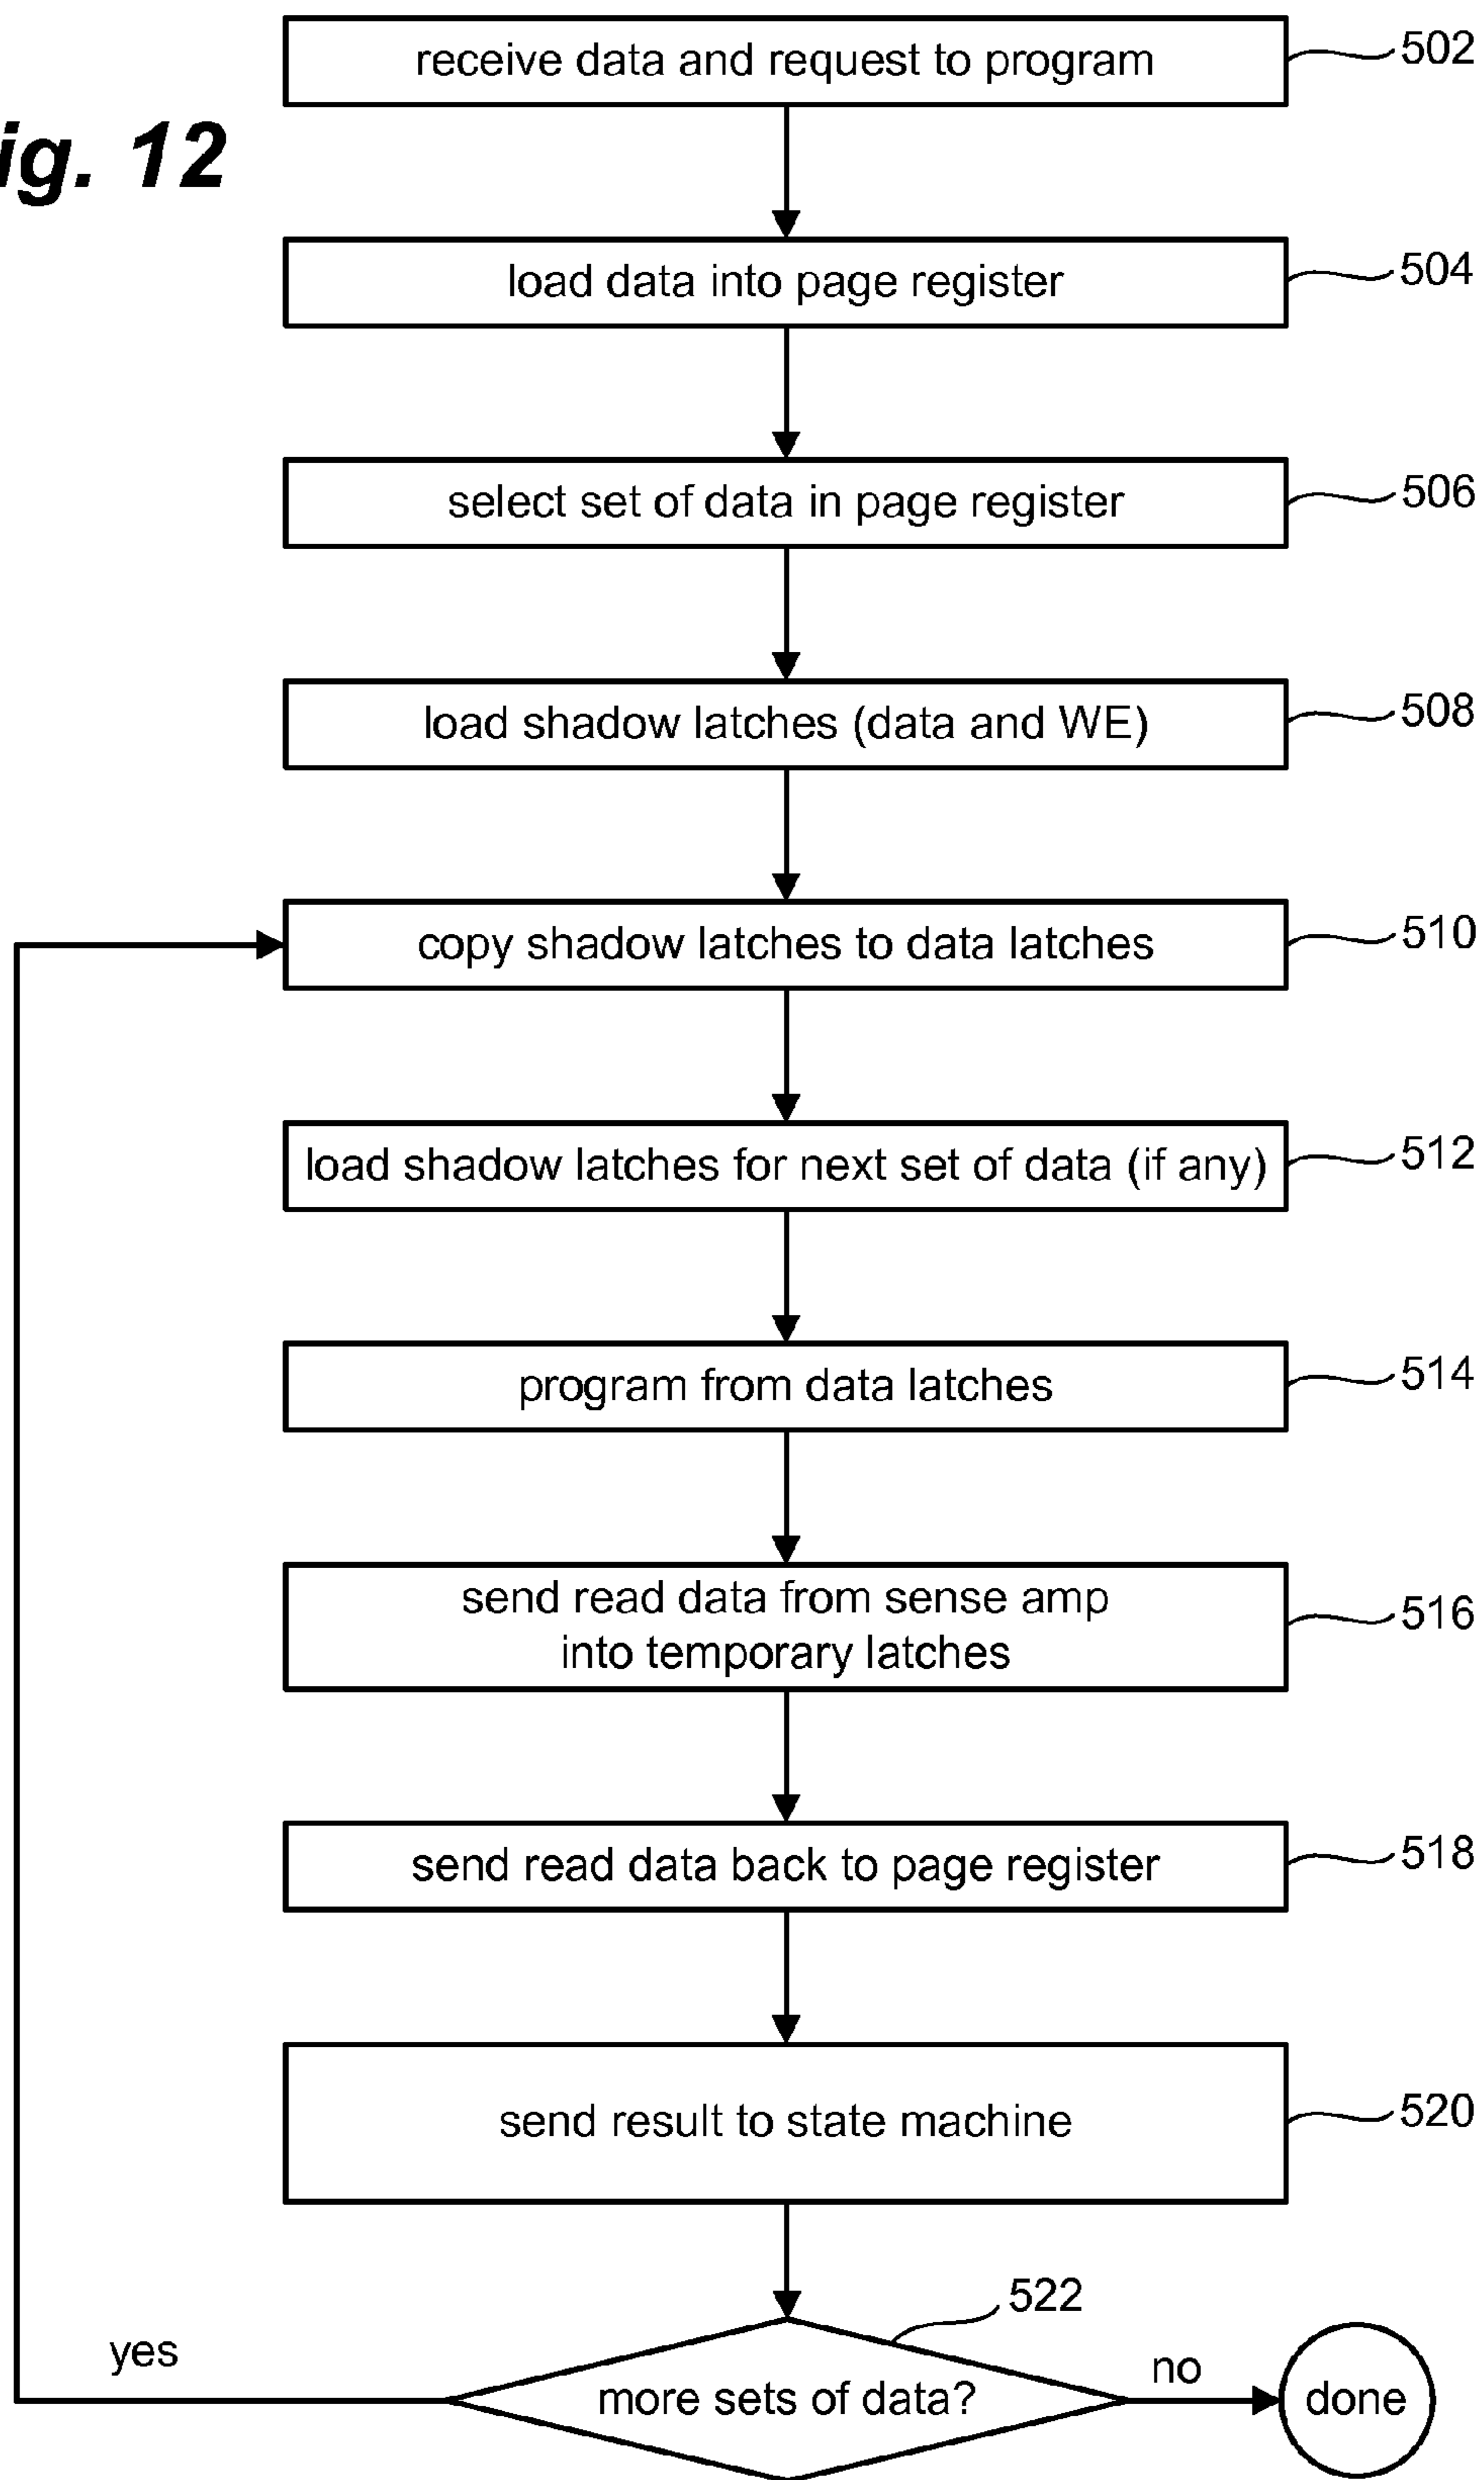 receive data and request to program
502
ig. 12
load data into page register
504
select set of data in page register
506
load shadow latches (data and WE)
508
copy shadow latches to data latches
510
load shadow latches for next set of data (if any)
512
program from data latches
514
send read data from sense amp
into temporary latches
516
send read data back to page register
518
send result to state machine
520
522
yes
more sets of data?
no
done